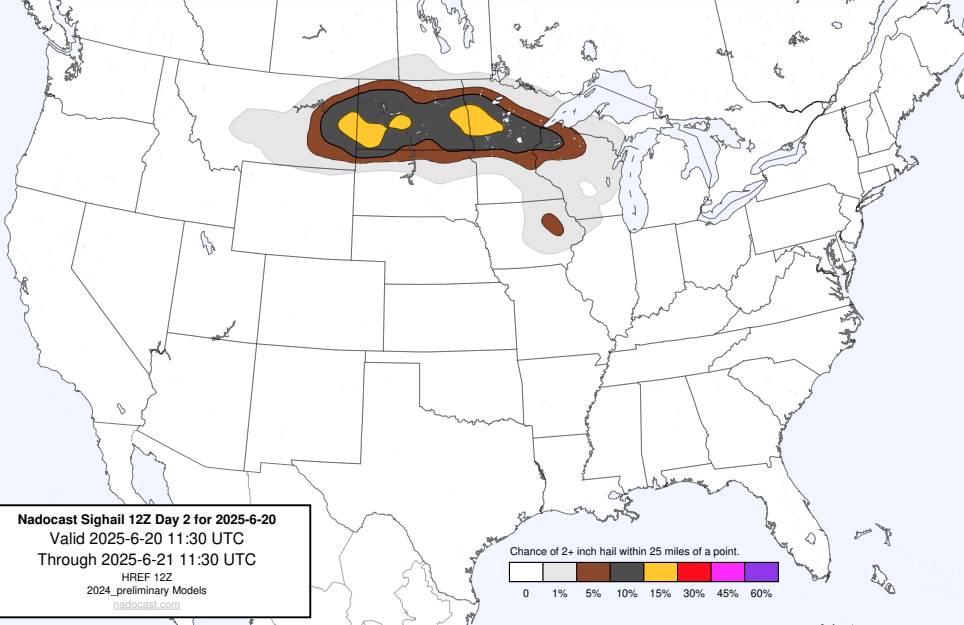 Nadocast Sighail 12Z Day 2 for 2025-6-20
Valid 2025-6-20 11:30 UTC
Through 2025-6-21 11:30 UTC
HREF 12Z
2024_preliminary Models
nadocast.com
Chance of 2+ inch hail within 25 miles of a point.
0 1% 5% 10% 15% 30% 45% 60%